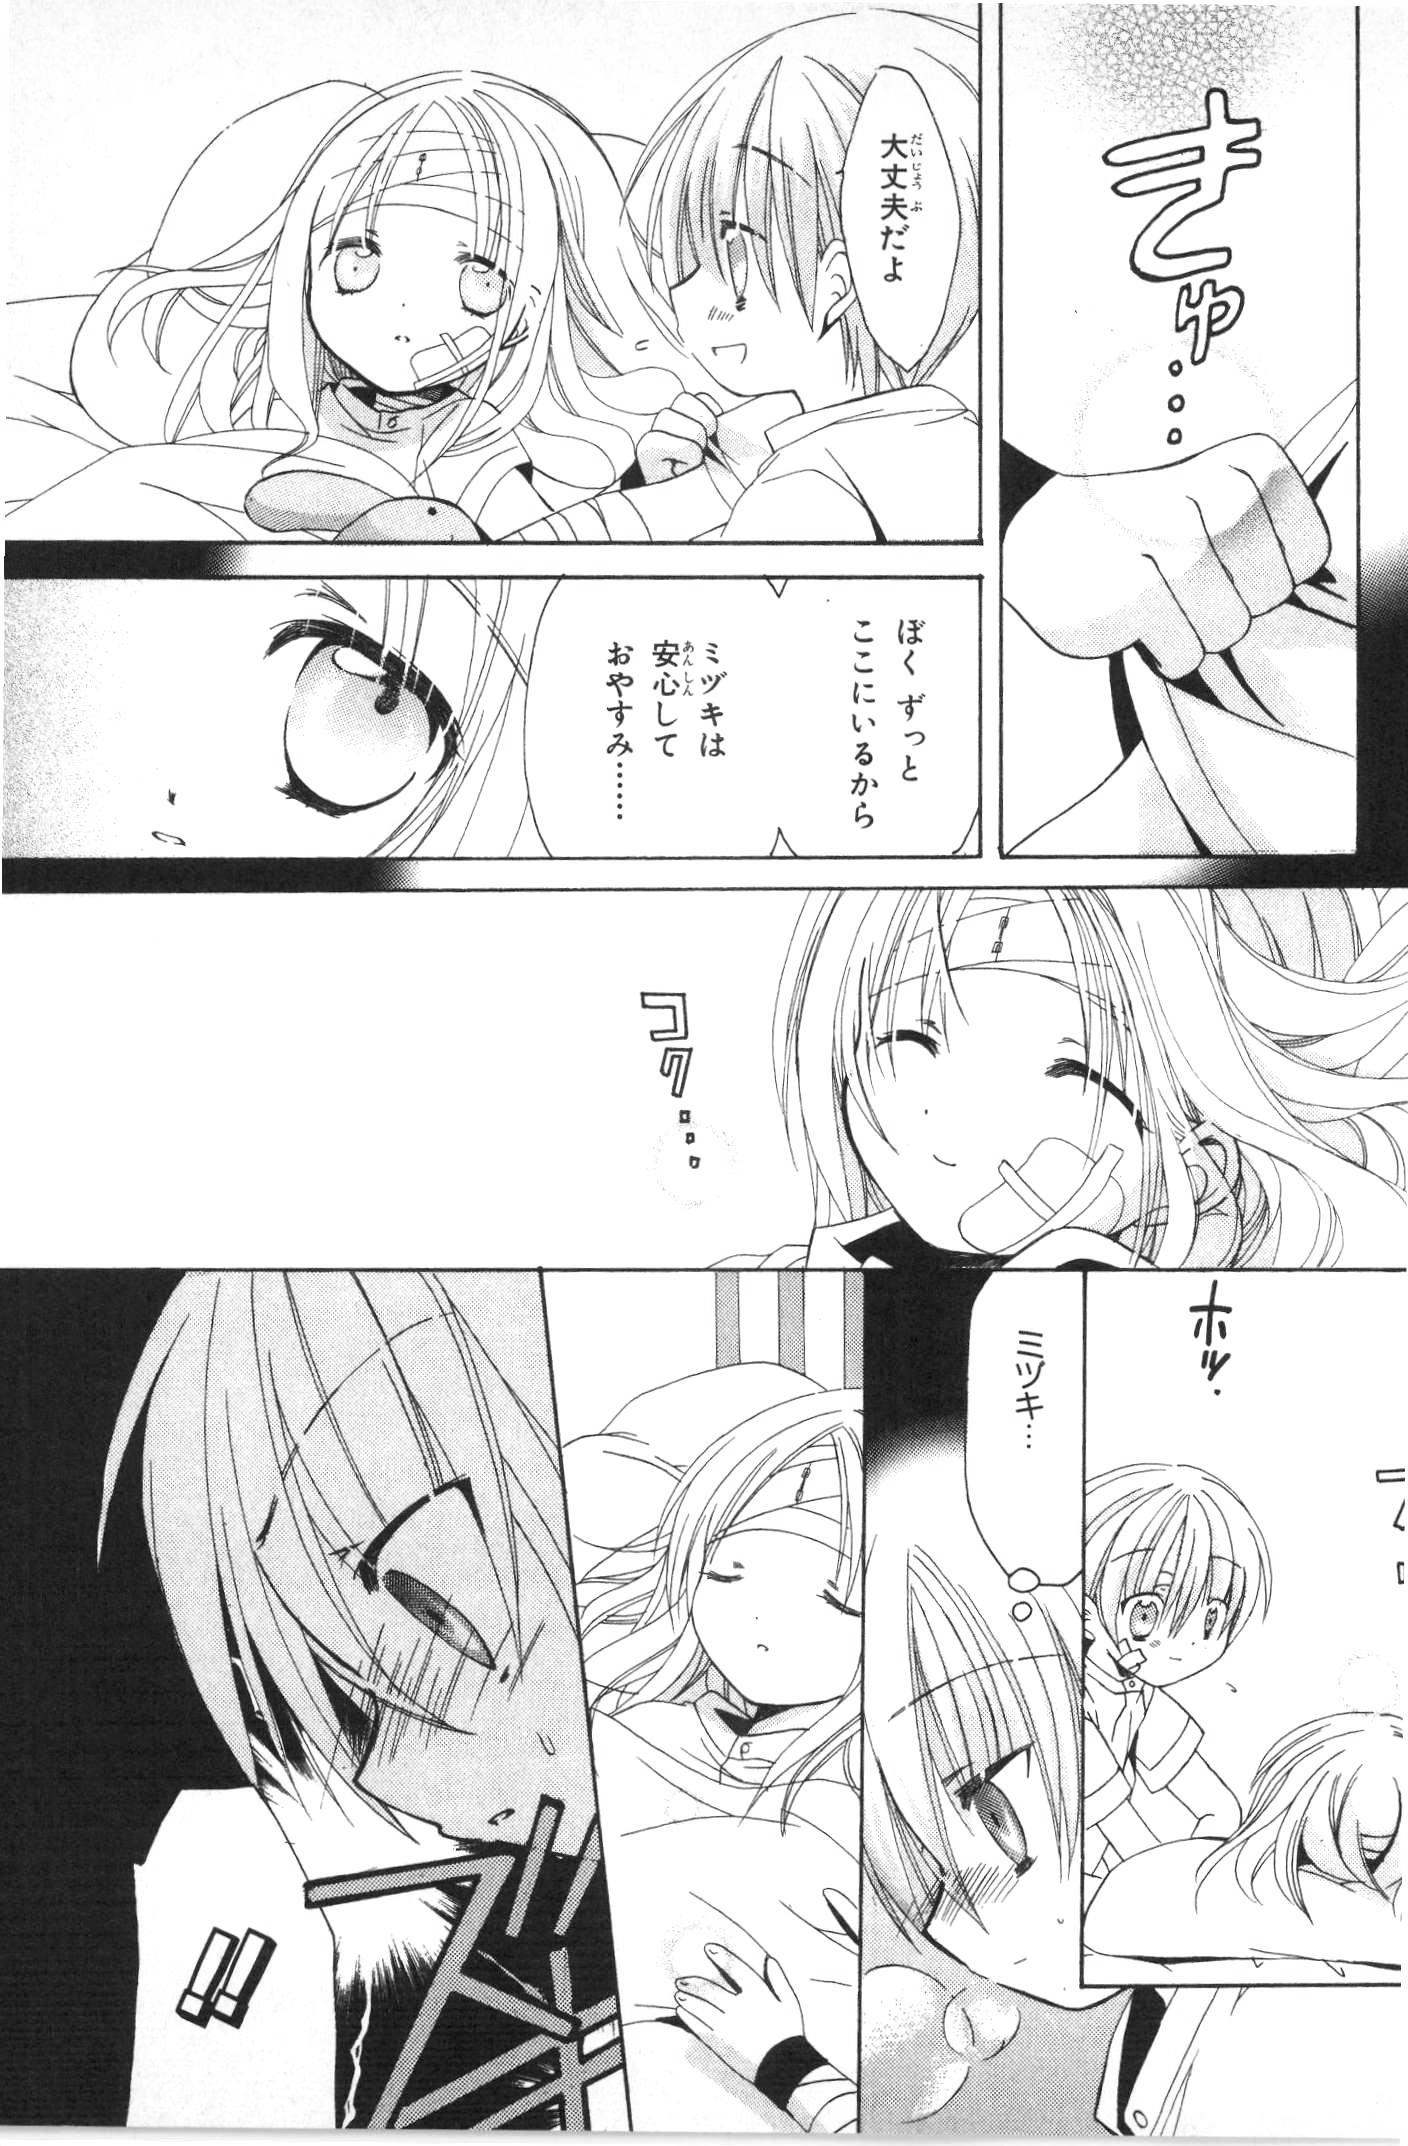 きゅ…
大丈夫だよ
ぼく ずっと
ここにいるから
ミヅキは
安心して
おやすみ……
コク…
ホッ
ミヅキ…
!!